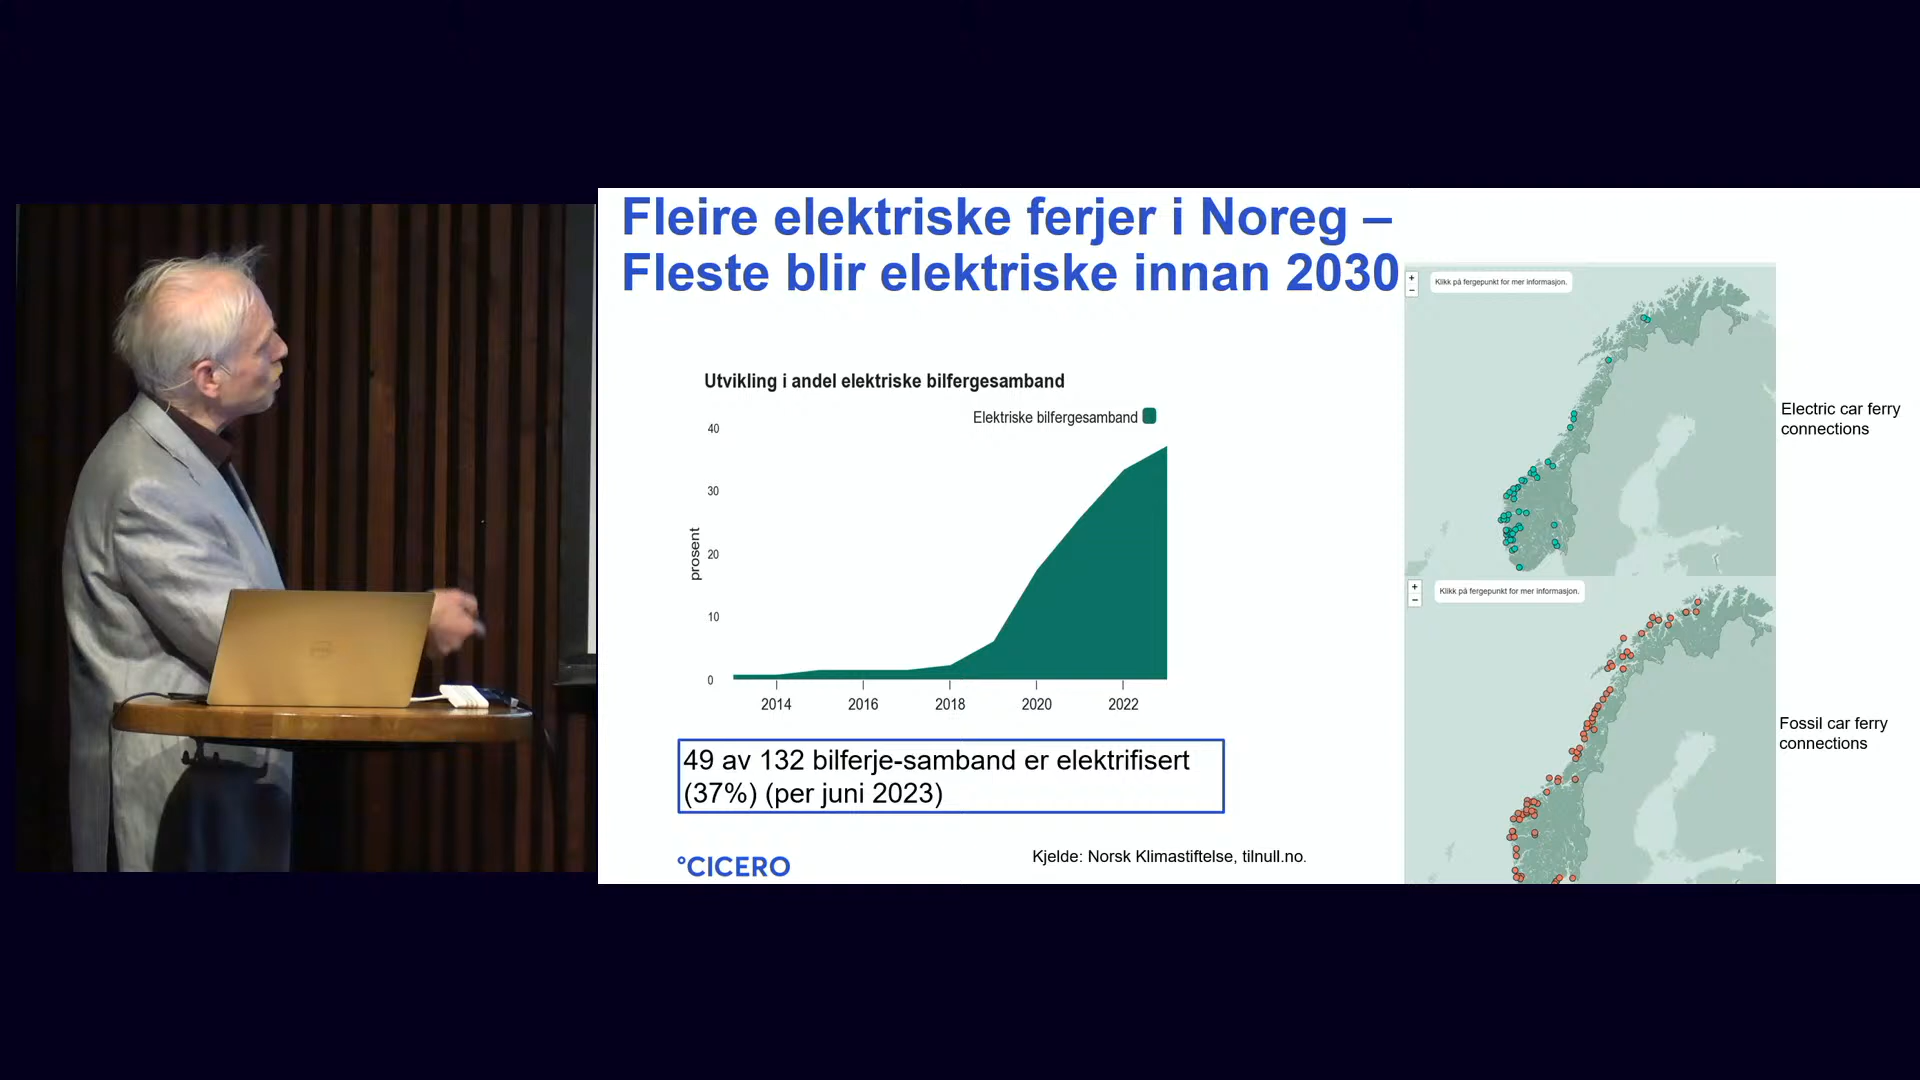 Fleire elektriske ferjer i Noreg –
Fleste blir elektriske innan 2030
Utvikling i andel elektriske bilfergesamband
Elektriske bilfergesamband
40
30
20
10
0
prosent
2014 2016 2018 2020 2022
49 av 132 bilferje-samband er elektrifisert
(37%) (per juni 2023)
°CICERO
Kjelde: Norsk Klimastiftelse, tilnull.no.
+
−
Klikk på fergepunkt for mer informasjon.
Electric car ferry
connections
+
−
Klikk på fergepunkt for mer informasjon.
Fossil car ferry
connections